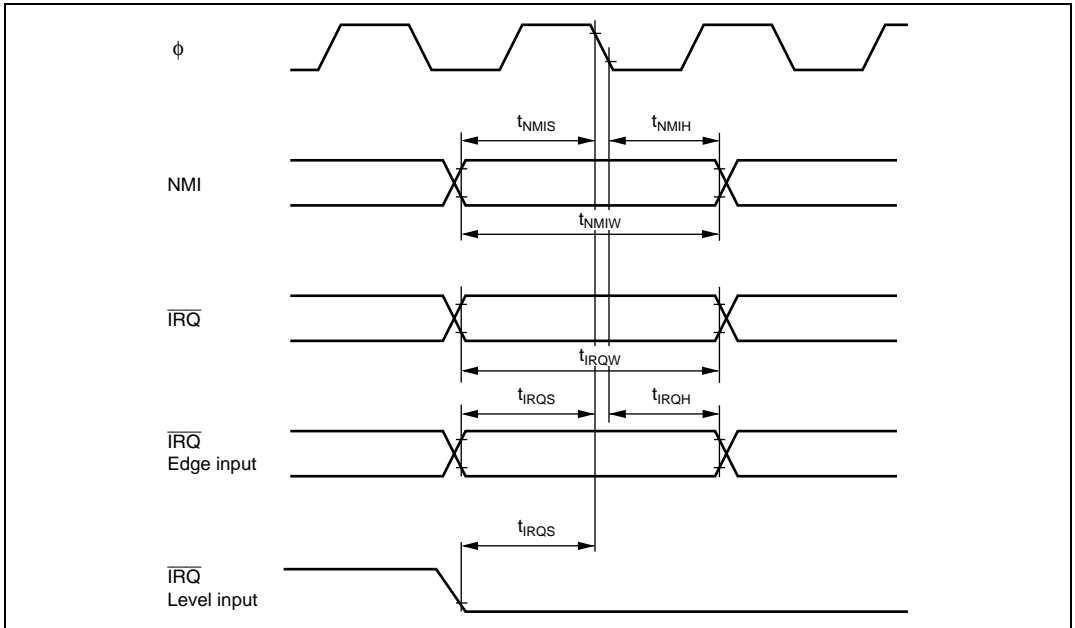 ϕ
tNMIS tNMIH
NMI
tNMIW
IRQ
tIRQW
tIRQS tIRQH
IRQ
Edge input
tIRQS
IRQ
Level input